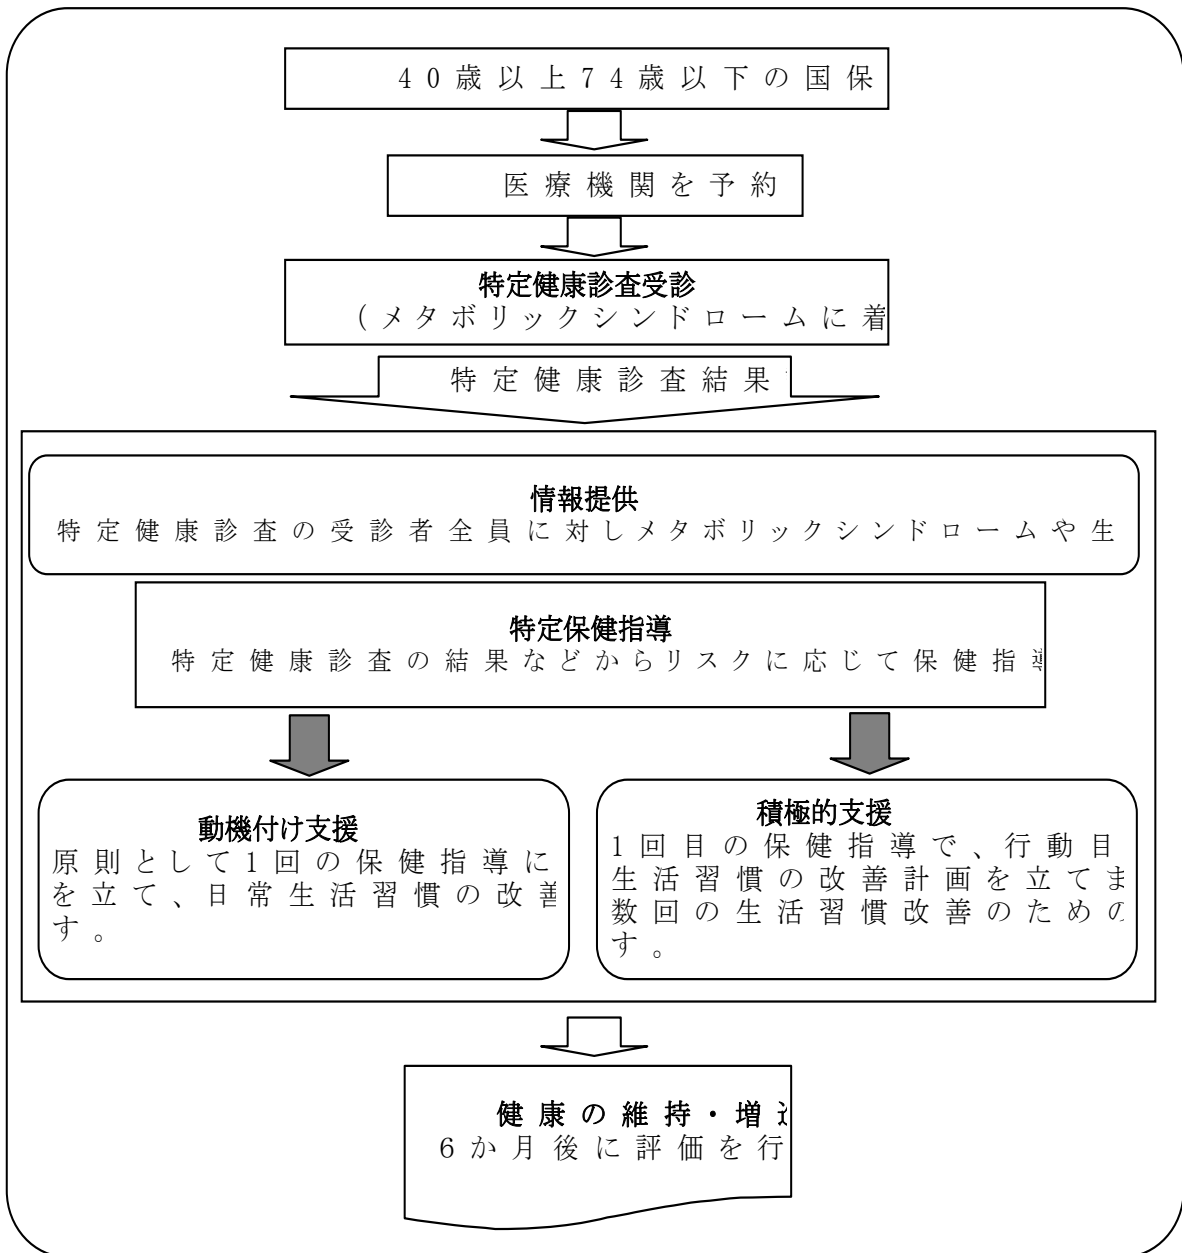 40歳以上74歳以下の国保
医療機関を予約
特定健康診査受診
(メタボリックシンドロームに着
特定健康診査結果
情報提供
特定健康診査の受診者全員に対しメタボリックシンドロームや生
特定保健指導
特定健康診査の結果などからリスクに応じて保健指導
動機付け支援
原則として1回の保健指導に
を立て、日常生活習慣の改善
す。
積極的支援
1回目の保健指導で、行動目
生活習慣の改善計画を立てま
数回の生活習慣改善のための
す。
健康の維持・増進
6か月後に評価を行